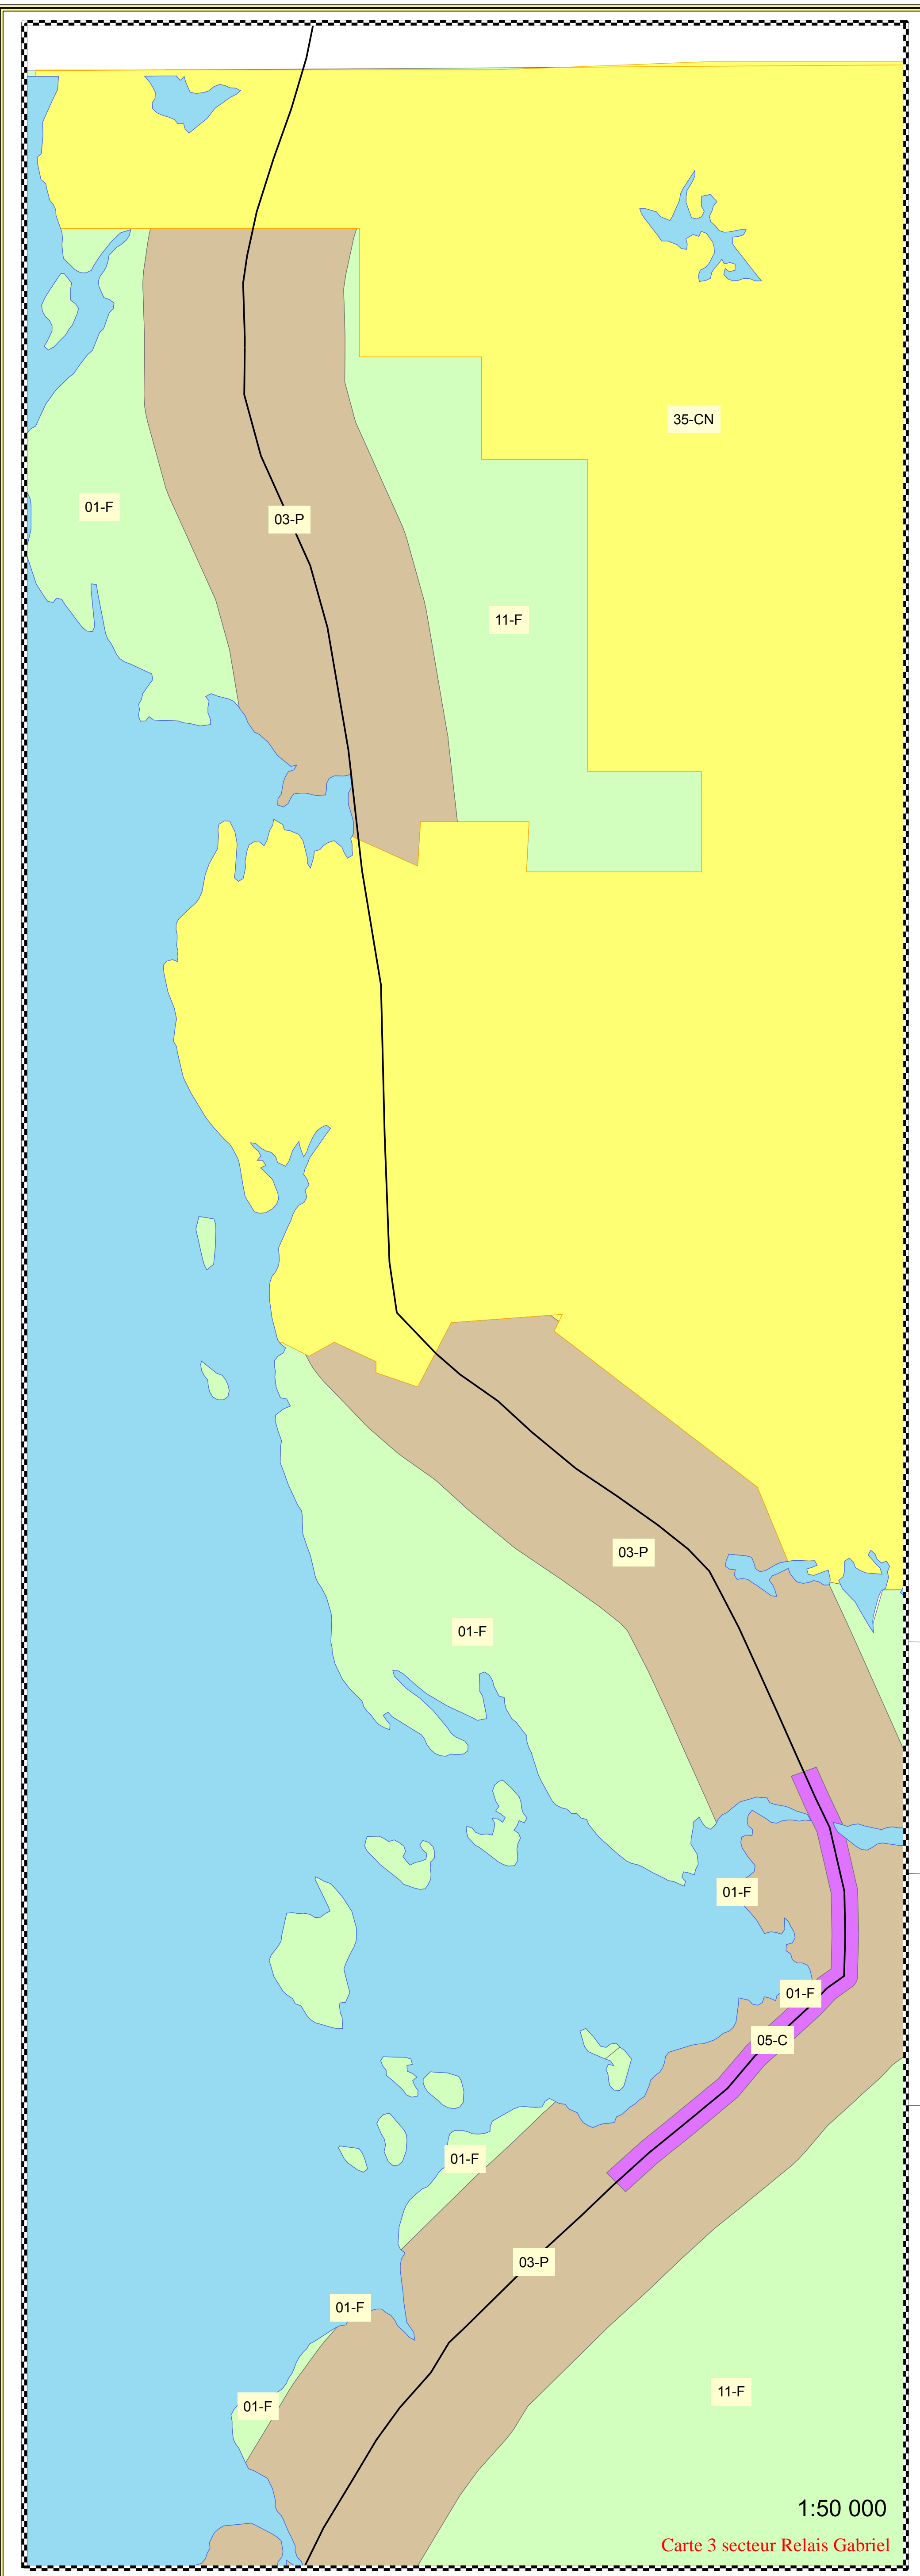 35-CN
01-F
03-P
11-F
03-P
01-F
01-F
01-F
05-C
01-F
03-P
01-F
11-F
01-F
1:50 000
Carte 3 secteur Relais Gabriel